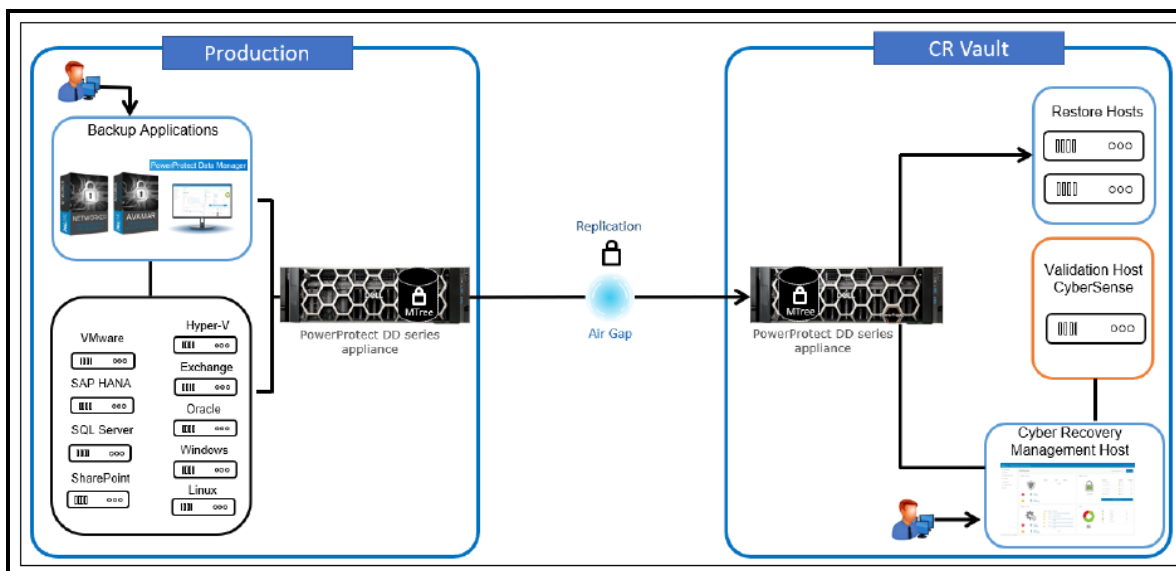 Production
Backup Applications
PowerProtect Data Manager
NETWORKER
AVAMAR
VMware
SAP HANA
SQL Server
SharePoint
Hyper-V
Exchange
Oracle
Windows
Linux
DELL
MTree
PowerProtect DD series
appliance
Replication
Air Gap
CR Vault
MTree
PowerProtect DD series
appliance
Restore Hosts
Validation Host
CyberSense
Cyber Recovery
Management Host